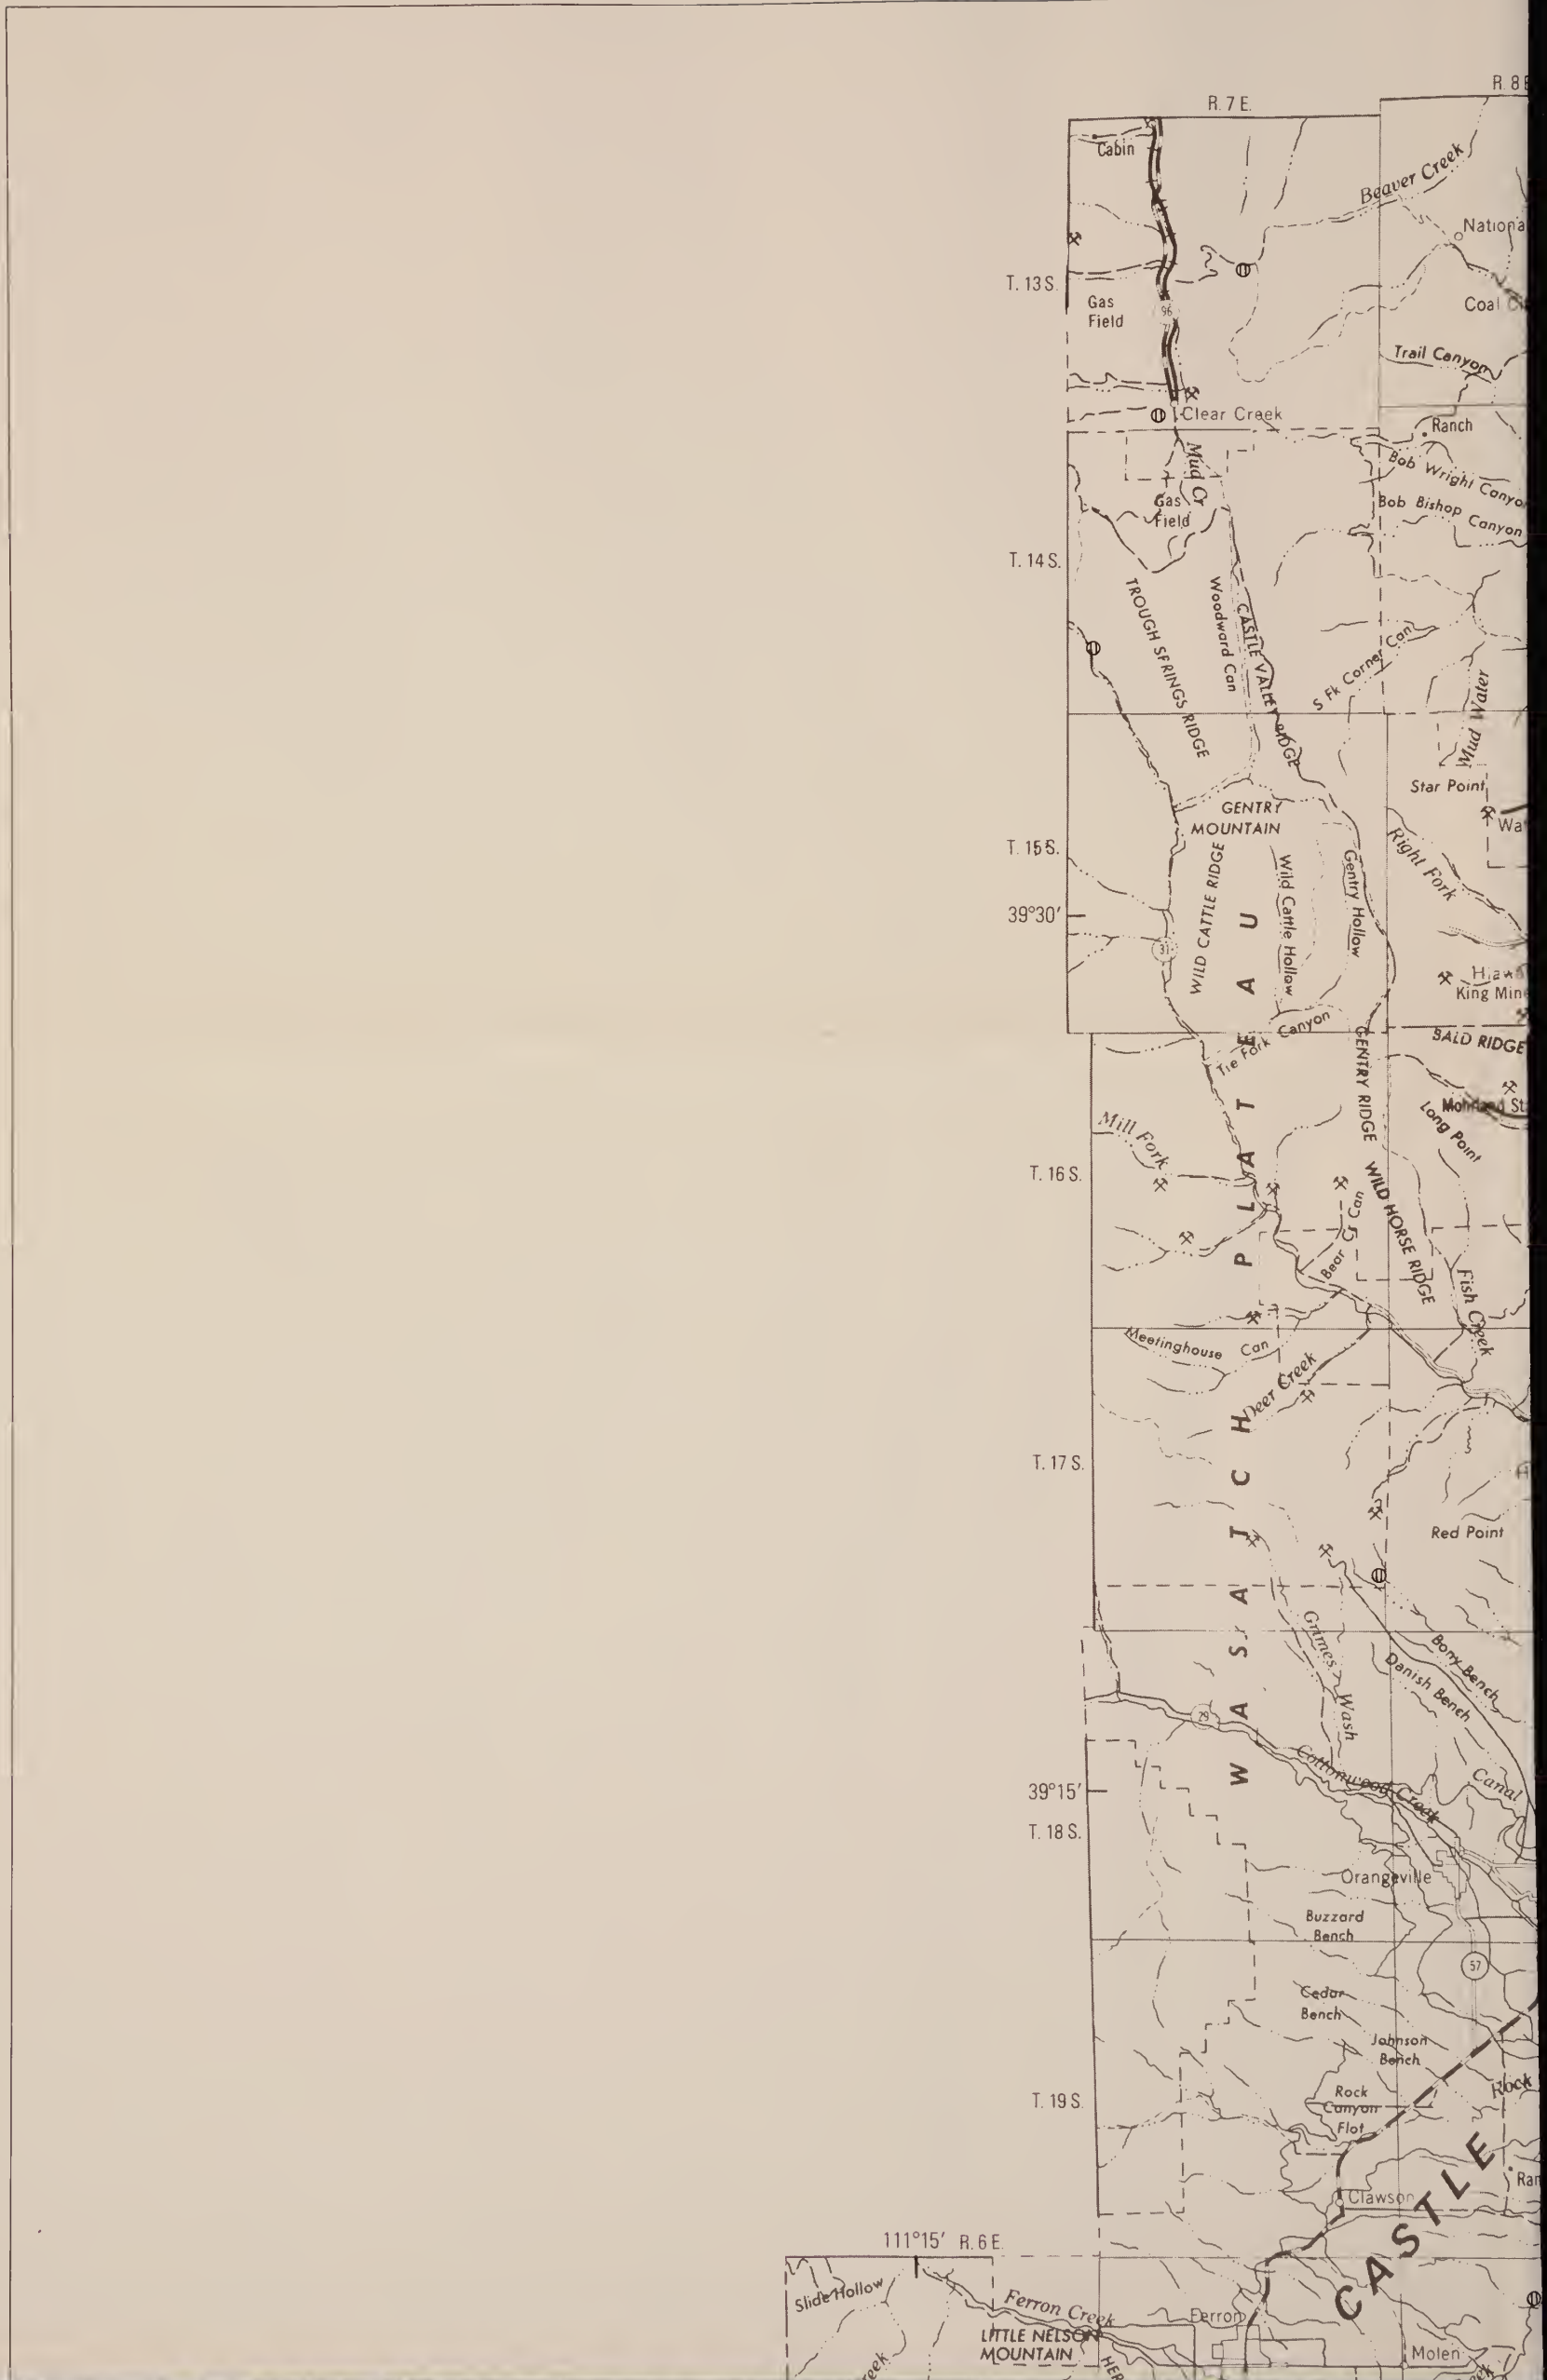 R. 8
R. 7 E.
Cabin
Beaver Creek
T. 13 S.
Gas
Field
96
Coal
Trail Canyon
Clear Creek
Ranch
Mud Cr
Bob Wright Canyon
Gas
Field
Bob Bishop Canyon
T. 14 S.
TROUGH SPRINGS RIDGE
Woodward Can
CASTLE VALLEY RIDGE
S Fk Corner Can
Mud Water
Star Point
GENTRY
MOUNTAIN
T. 15 S.
Right Fork
39°30′
WILD CATTLE RIDGE
Wild Cattle Hollow
Gentry Hollow
31
King Mine
Tie Fork Canyon
GENTRY RIDGE
BALD RIDGE
Long Point
Mill Fork
T. 16 S.
WILD HORSE RIDGE
Bear Can
Fish Creek
Meetinghouse Can
Deer Creek
WASATCH PLATEAU
T. 17 S.
Red Point
Grimes Wash
Bony Bench
Danish Bench
29
Cottonwood Creek
Canal
39°15′
T. 18 S.
Orangeville
Buzzard
Bench
57
Cedar
Bench
Johnson
Bench
Rock
T. 19 S.
Rock
Canyon
Flat
CASTLE
Clawson
111°15′ R. 6 E.
Slide Hollow
Ferron Creek
Ferron
LITTLE NELSON
MOUNTAIN
Molen